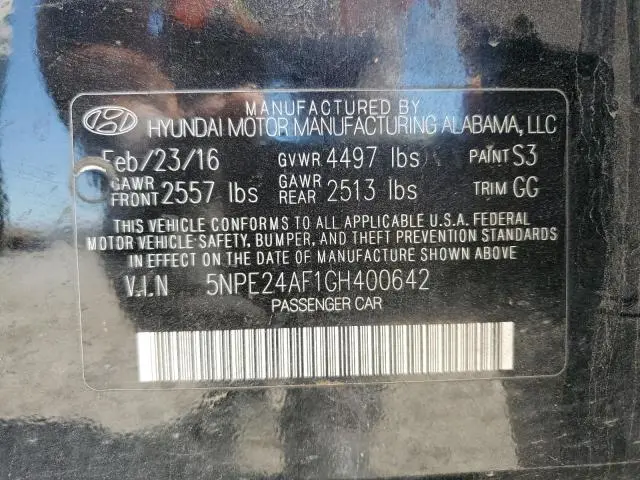 MANUFACTURED BY
HYUNDAI MOTOR MANUFACTURING ALABAMA, LLC
Feb/23/16 GVWR 4497 lbs PAINT S3
GAWR FRONT 2557 lbs GAWR REAR 2513 lbs TRIM GG
THIS VEHICLE CONFORMS TO ALL APPLICABLE U.S.A. FEDERAL
MOTOR VEHICLE SAFETY, BUMPER, AND THEFT PREVENTION STANDARDS
IN EFFECT ON THE DATE OF MANUFACTURE SHOWN ABOVE
V.I.N 5NPE24AF1GH400642
PASSENGER CAR